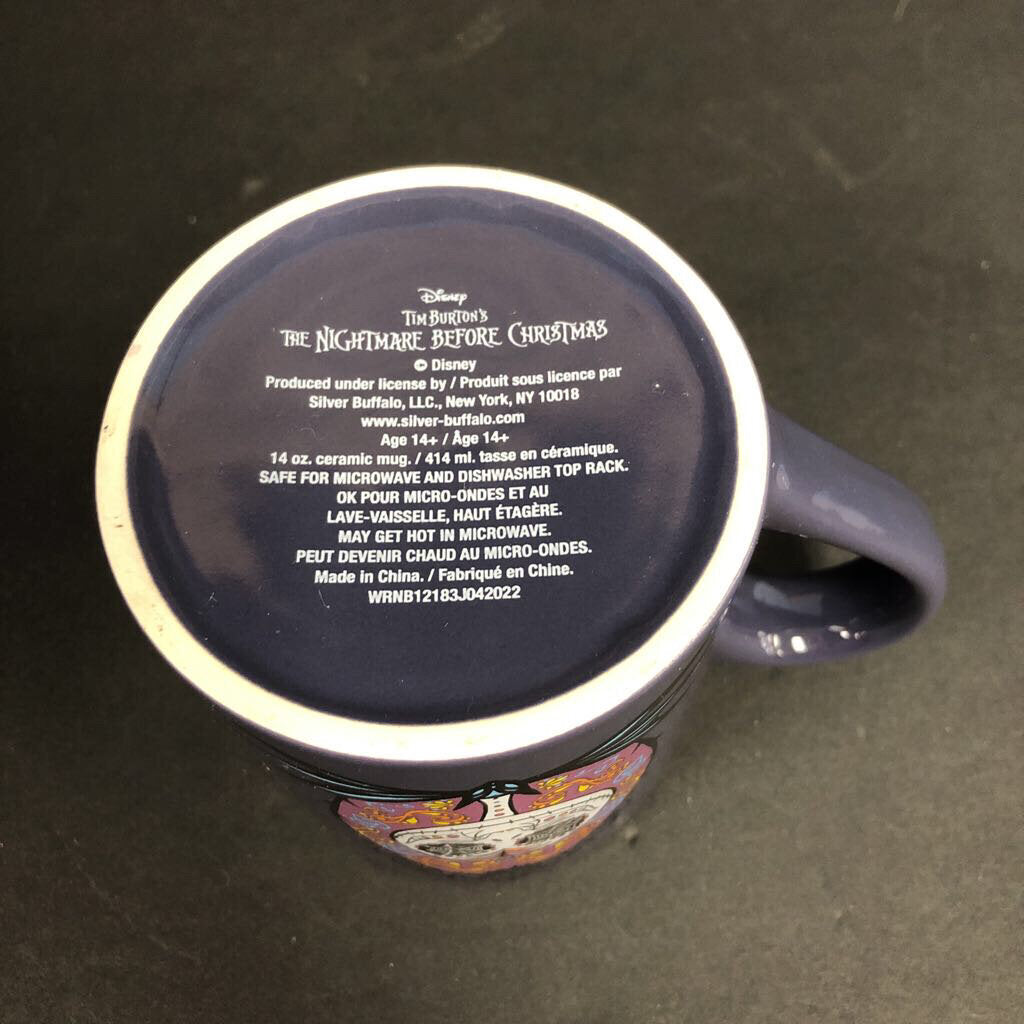 Disney
TIM BURTON'S
THE NIGHTMARE BEFORE CHRISTMAS
© Disney
Produced under license by / Produit sous licence par
Silver Buffalo, LLC., New York, NY 10018
www.silver-buffalo.com
Age 14+ / Âge 14+
14 oz. ceramic mug. / 414 ml. tasse en céramique.
SAFE FOR MICROWAVE AND DISHWASHER TOP RACK.
OK POUR MICRO-ONDES ET AU
LAVE-VAISSELLE, HAUT ÉTAGÈRE.
MAY GET HOT IN MICROWAVE.
PEUT DEVENIR CHAUD AU MICRO-ONDES.
Made in China. / Fabriqué en Chine.
WRNB12183J042022